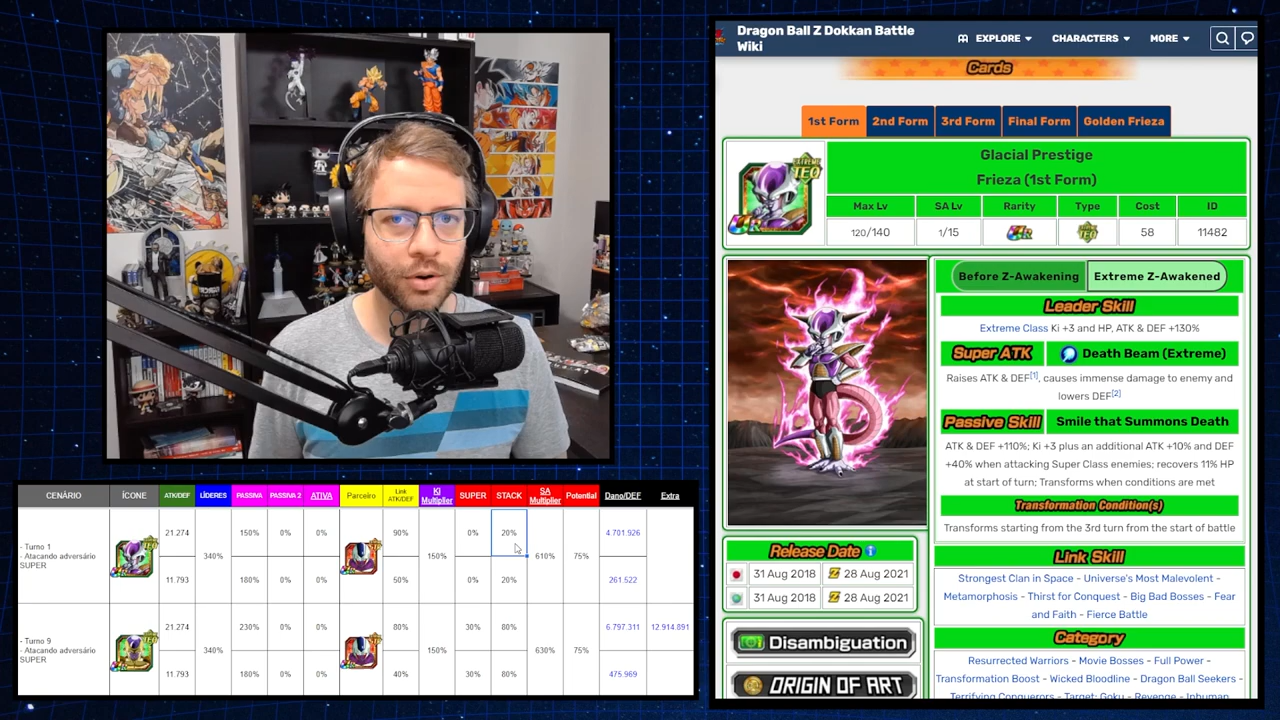 Dragon Ball Z Dokkan Battle
Wiki
EXPLORE
CHARACTERS
MORE
Cards
1st Form
2nd Form
3rd Form
Final Form
Golden Frieza
EXTREME
TEQ
UR
Glacial Prestige
Frieza (1st Form)
Max Lv SA Lv Rarity Type Cost ID
120/140 1/15 58 11482
Before Z-Awakening Extreme Z-Awakened
Leader Skill
Extreme Class Ki +3 and HP, ATK & DEF +130%
Super ATK Death Beam (Extreme)
Raises ATK & DEF[1], causes immense damage to enemy and
lowers DEF[2]
Passive Skill Smile that Summons Death
ATK & DEF +110%; Ki +3 plus an additional ATK +10% and DEF
+40% when attacking Super Class enemies; recovers 11% HP
at start of turn; Transforms when conditions are met
Transformation Condition(s)
Transforms starting from the 3rd turn from the start of battle
Link Skill
Strongest Clan in Space - Universe's Most Malevolent -
Metamorphosis - Thirst for Conquest - Big Bad Bosses - Fear
and Faith - Fierce Battle
Category
Resurrected Warriors - Movie Bosses - Full Power -
Transformation Boost - Wicked Bloodline - Dragon Ball Seekers -
Terrifying Conquerors - Target: Goku - Revenge - Inhuman
Release Date
31 Aug 2018 Z 28 Aug 2021
31 Aug 2018 Z 28 Aug 2021
Disambiguation
ORIGIN OF ART
CENÁRIO ÍCONE ATK/DEF LÍDERES PASSIVA PASSIVA 2 ATIVA Parceiro Link ATK/DEF KI Multiplier SUPER STACK SA Multiplier Potential Dano/DEF Extra
- Turno 1
- Atacando adversário
SUPER
21.274 340% 150% 0% 0% 90% 150% 0% 20% 610% 75% 4.701.926
11.793 180% 0% 0% 50% 0% 20% 261.522
- Turno 9
- Atacando adversário
SUPER
21.274 340% 230% 0% 0% 80% 150% 30% 80% 630% 75% 6.797.311 12.914.891
11.793 180% 0% 0% 40% 30% 80% 475.969